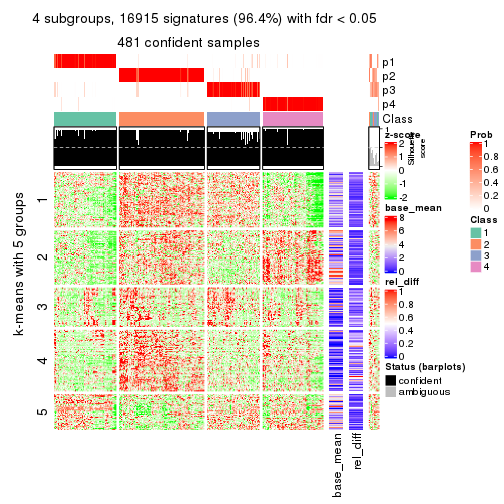 4 subgroups, 16915 signatures (96.4%) with fdr < 0.05
481 confident samples
p1
p2
p3
p4
Class
1
Silhouette
score
k-means with 5 groups
1
2
3
4
5
base_mean
rel_diff
z-score
2
1
0
-1
-2
base_mean
8
6
4
2
0
rel_diff
1
0.8
0.6
0.4
0.2
0
Status (barplots)
confident
ambiguous
Prob
1
0.8
0.6
0.4
0.2
0
Class
1
2
3
4